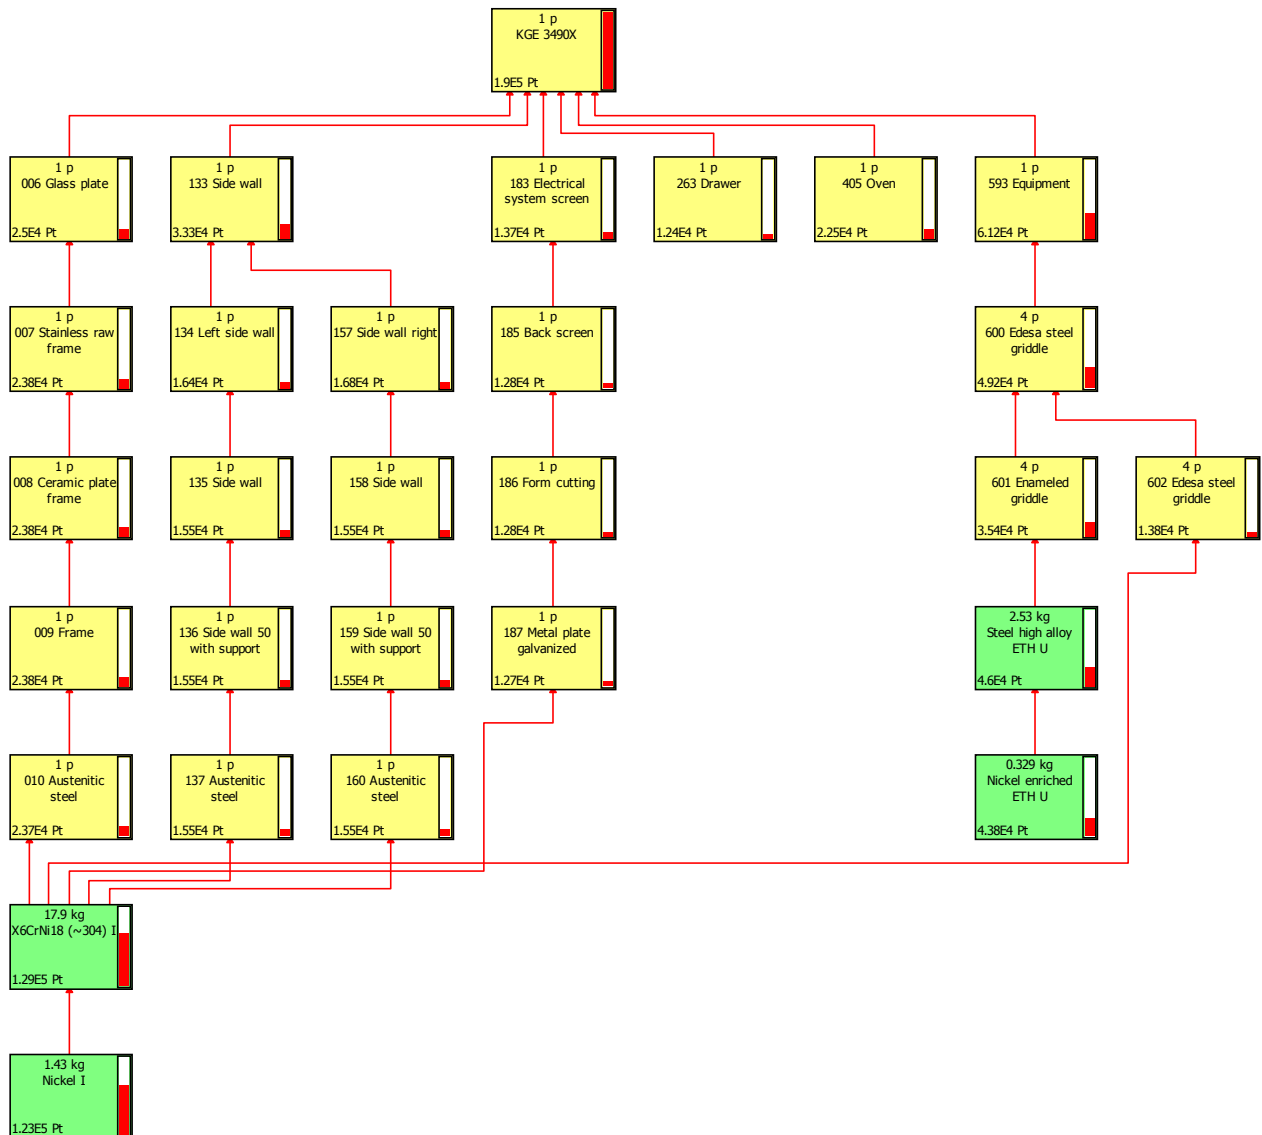 1 p
KGE 3490X
1.9E5 Pt
1 p
006 Glass plate
2.5E4 Pt
1 p
133 Side wall
3.33E4 Pt
1 p
183 Electrical
system screen
1.37E4 Pt
1 p
263 Drawer
1.24E4 Pt
1 p
405 Oven
2.25E4 Pt
1 p
593 Equipment
6.12E4 Pt
1 p
007 Stainless raw
frame
2.38E4 Pt
1 p
134 Left side wall
1.64E4 Pt
1 p
157 Side wall right
1.68E4 Pt
1 p
185 Back screen
1.28E4 Pt
4 p
600 Edesa steel
griddle
4.92E4 Pt
1 p
008 Ceramic plate
frame
2.38E4 Pt
1 p
135 Side wall
1.55E4 Pt
1 p
158 Side wall
1.55E4 Pt
1 p
186 Form cutting
1.28E4 Pt
4 p
601 Enameled
griddle
3.54E4 Pt
4 p
602 Edesa steel
griddle
1.38E4 Pt
1 p
009 Frame
2.38E4 Pt
1 p
136 Side wall 50
with support
1.55E4 Pt
1 p
159 Side wall 50
with support
1.55E4 Pt
1 p
187 Metal plate
galvanized
1.27E4 Pt
2.53 kg
Steel high alloy
ETH U
4.6E4 Pt
1 p
010 Austenitic
steel
2.37E4 Pt
1 p
137 Austenitic
steel
1.55E4 Pt
1 p
160 Austenitic
steel
1.55E4 Pt
0.329 kg
Nickel enriched
ETH U
4.38E4 Pt
17.9 kg
X6CrNi18 (~304) I
1.29E5 Pt
1.43 kg
Nickel I
1.23E5 Pt